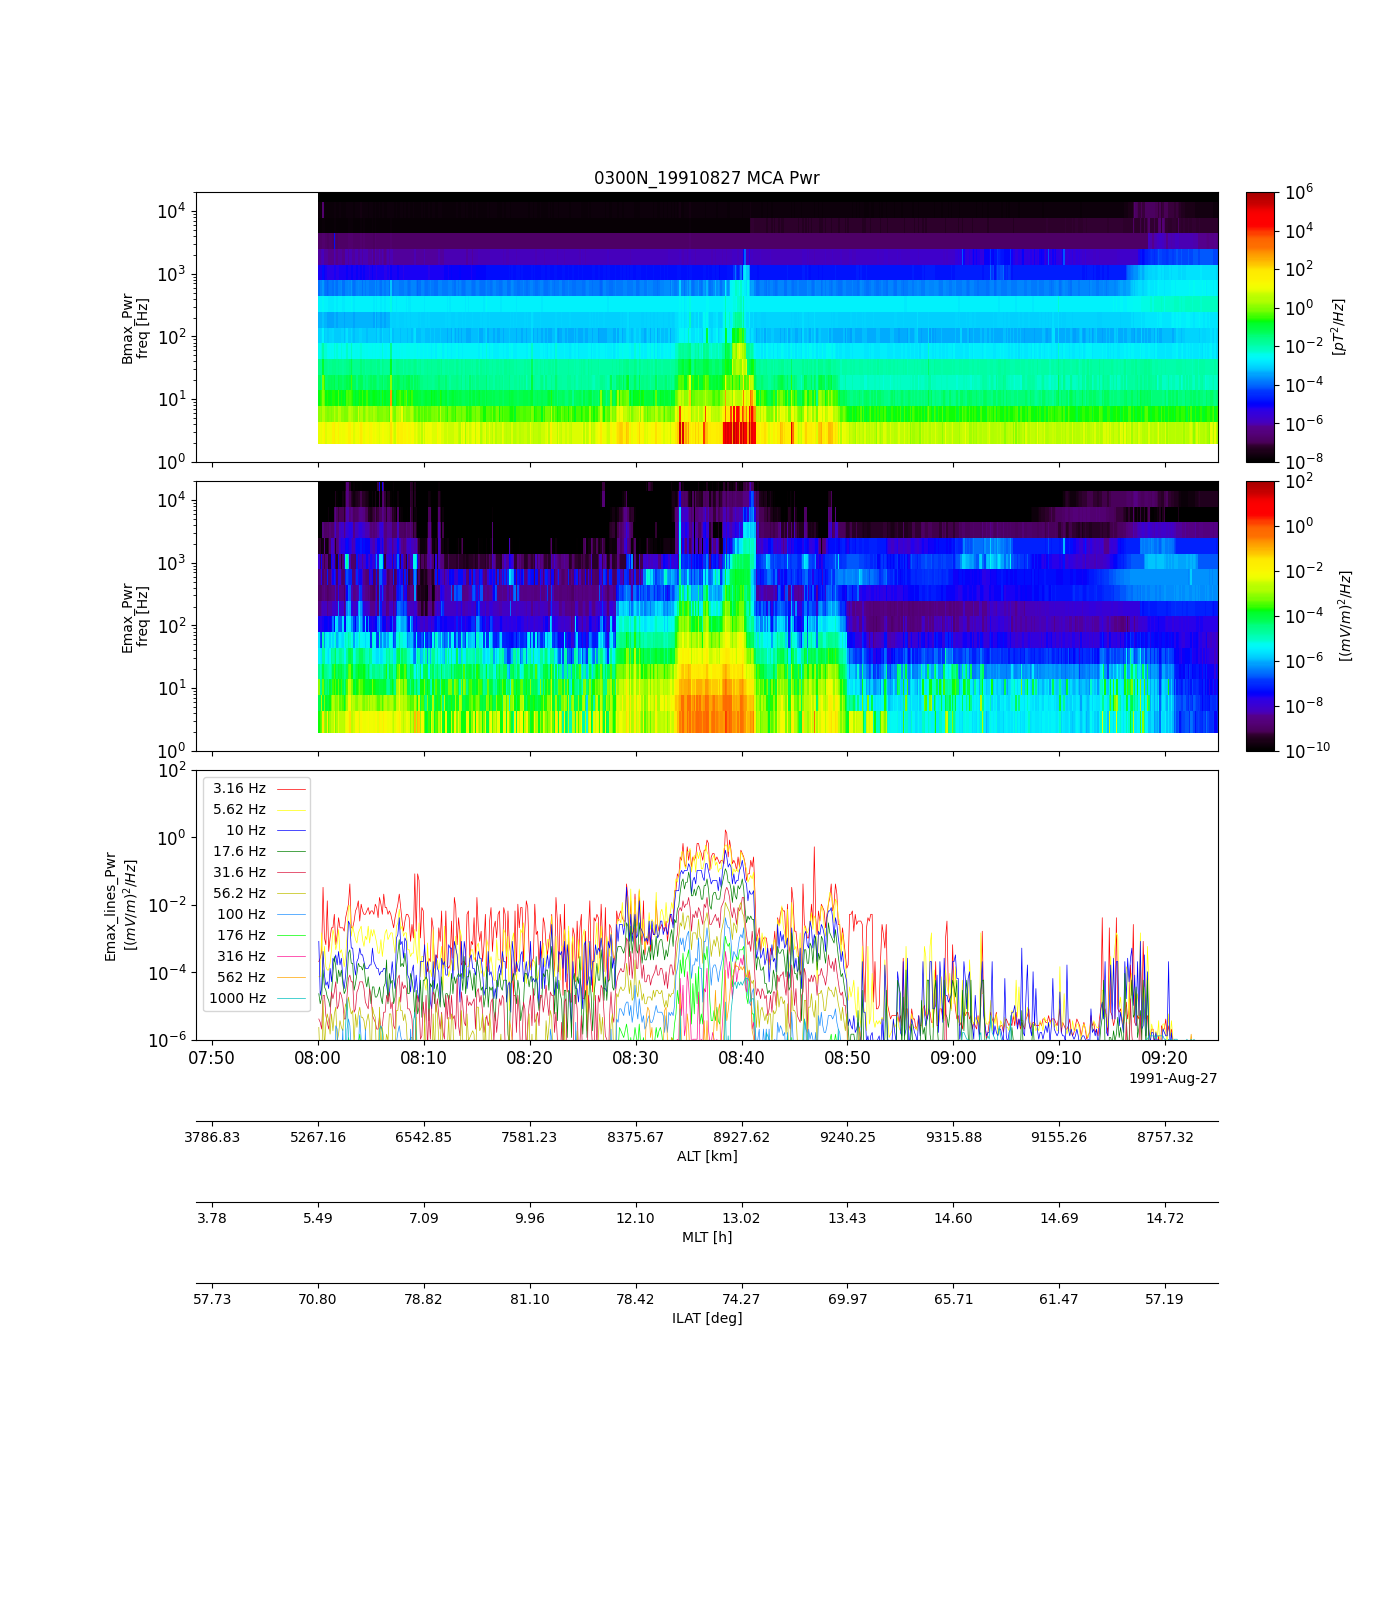 0300N_19910827 MCA Pwr
10^4
10^3
10^2
10^1
10^0
Bmax_Pwr
freq [Hz]
10^6
10^4
10^2
10^0
10^-2
10^-4
10^-6
10^-8
[pT^2/Hz]
10^4
10^3
10^2
10^1
10^0
Emax_Pwr
freq [Hz]
10^2
10^0
10^-2
10^-4
10^-6
10^-8
10^-10
[(mV/m)^2/Hz]
10^2
10^0
10^-2
10^-4
10^-6
Emax_lines_Pwr
[(mV/m)^2/Hz]
3.16 Hz
5.62 Hz
10 Hz
17.6 Hz
31.6 Hz
56.2 Hz
100 Hz
176 Hz
316 Hz
562 Hz
1000 Hz
07:50 08:00 08:10 08:20 08:30 08:40 08:50 09:00 09:10 09:20
1991-Aug-27
3786.83 5267.16 6542.85 7581.23 8375.67 8927.62 9240.25 9315.88 9155.26 8757.32
ALT [km]
3.78 5.49 7.09 9.96 12.10 13.02 13.43 14.60 14.69 14.72
MLT [h]
57.73 70.80 78.82 81.10 78.42 74.27 69.97 65.71 61.47 57.19
ILAT [deg]